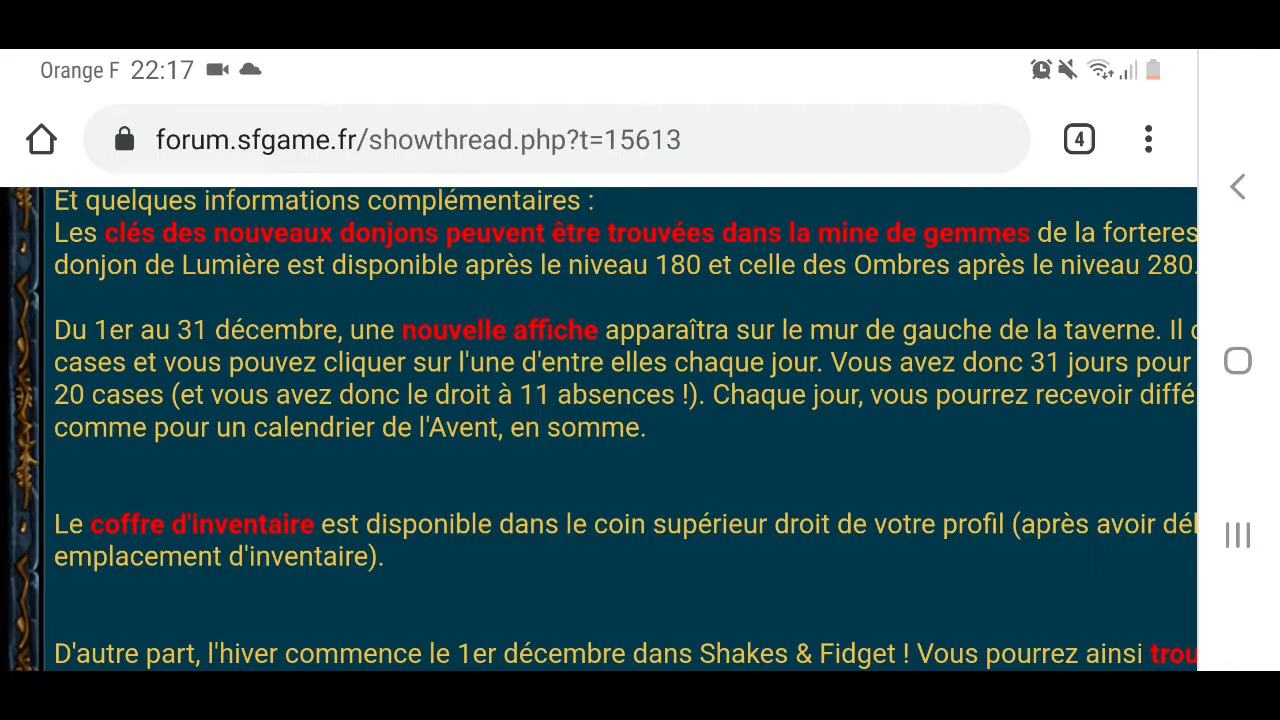 Orange F 22:17
forum.sfgame.fr/showthread.php?t=15613 4
Et quelques informations complémentaires :
Les clés des nouveaux donjons peuvent être trouvées dans la mine de gemmes de la forteres
donjon de Lumière est disponible après le niveau 180 et celle des Ombres après le niveau 280.
Du 1er au 31 décembre, une nouvelle affiche apparaîtra sur le mur de gauche de la taverne. Il
cases et vous pouvez cliquer sur l'une d'entre elles chaque jour. Vous avez donc 31 jours pour
20 cases (et vous avez donc le droit à 11 absences !). Chaque jour, vous pourrez recevoir diffé
comme pour un calendrier de l'Avent, en somme.
Le coffre d'inventaire est disponible dans le coin supérieur droit de votre profil (après avoir dél
emplacement d'inventaire).
D'autre part, l'hiver commence le 1er décembre dans Shakes & Fidget ! Vous pourrez ainsi trou